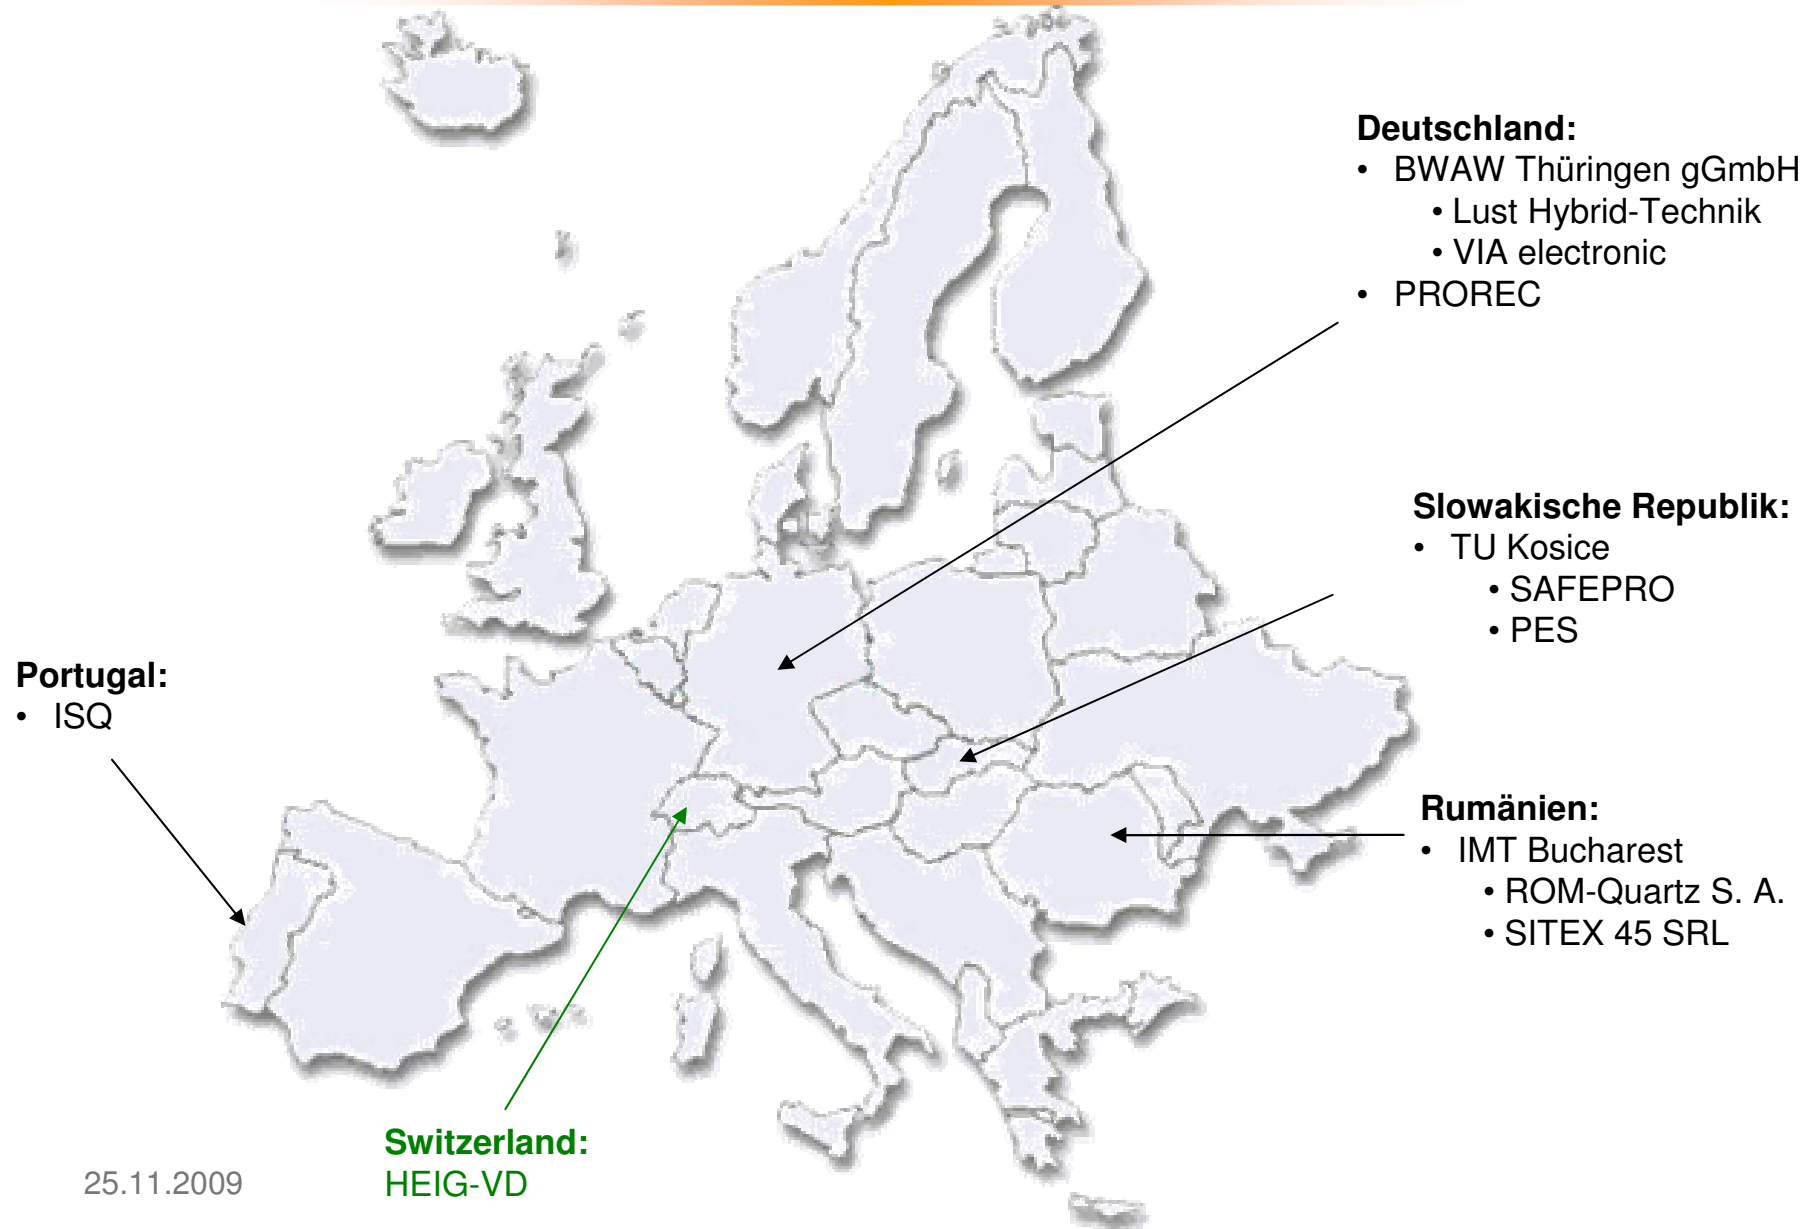 Deutschland:
• BWAW Thüringen gGmbH
• Lust Hybrid-Technik
• VIA electronic
• PROREC
Slowakische Republik:
• TU Kosice
• SAFEPRO
• PES
Portugal:
• ISQ
Rumänien:
• IMT Bucharest
• ROM-Quartz S. A.
• SITEX 45 SRL
Switzerland:
HEIG-VD
25.11.2009